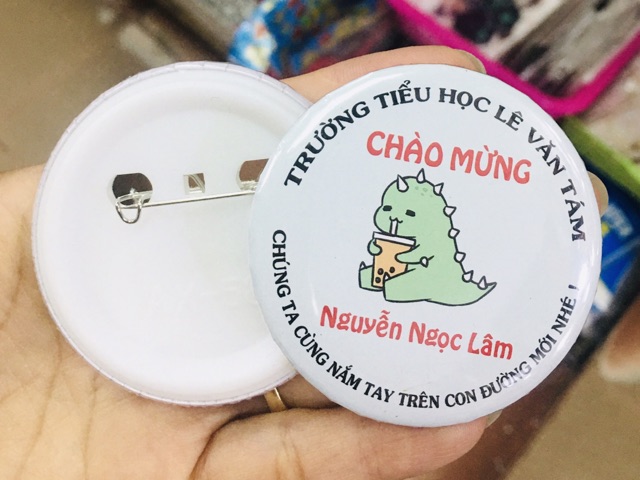 TRƯỜNG TIỂU HỌC LÊ VĂN TÁM
CHÀO MỪNG
Nguyễn Ngọc Lâm
CHÚNG TA CÙNG NẮM TAY TRÊN CON ĐƯỜNG MỚI NHÉ !